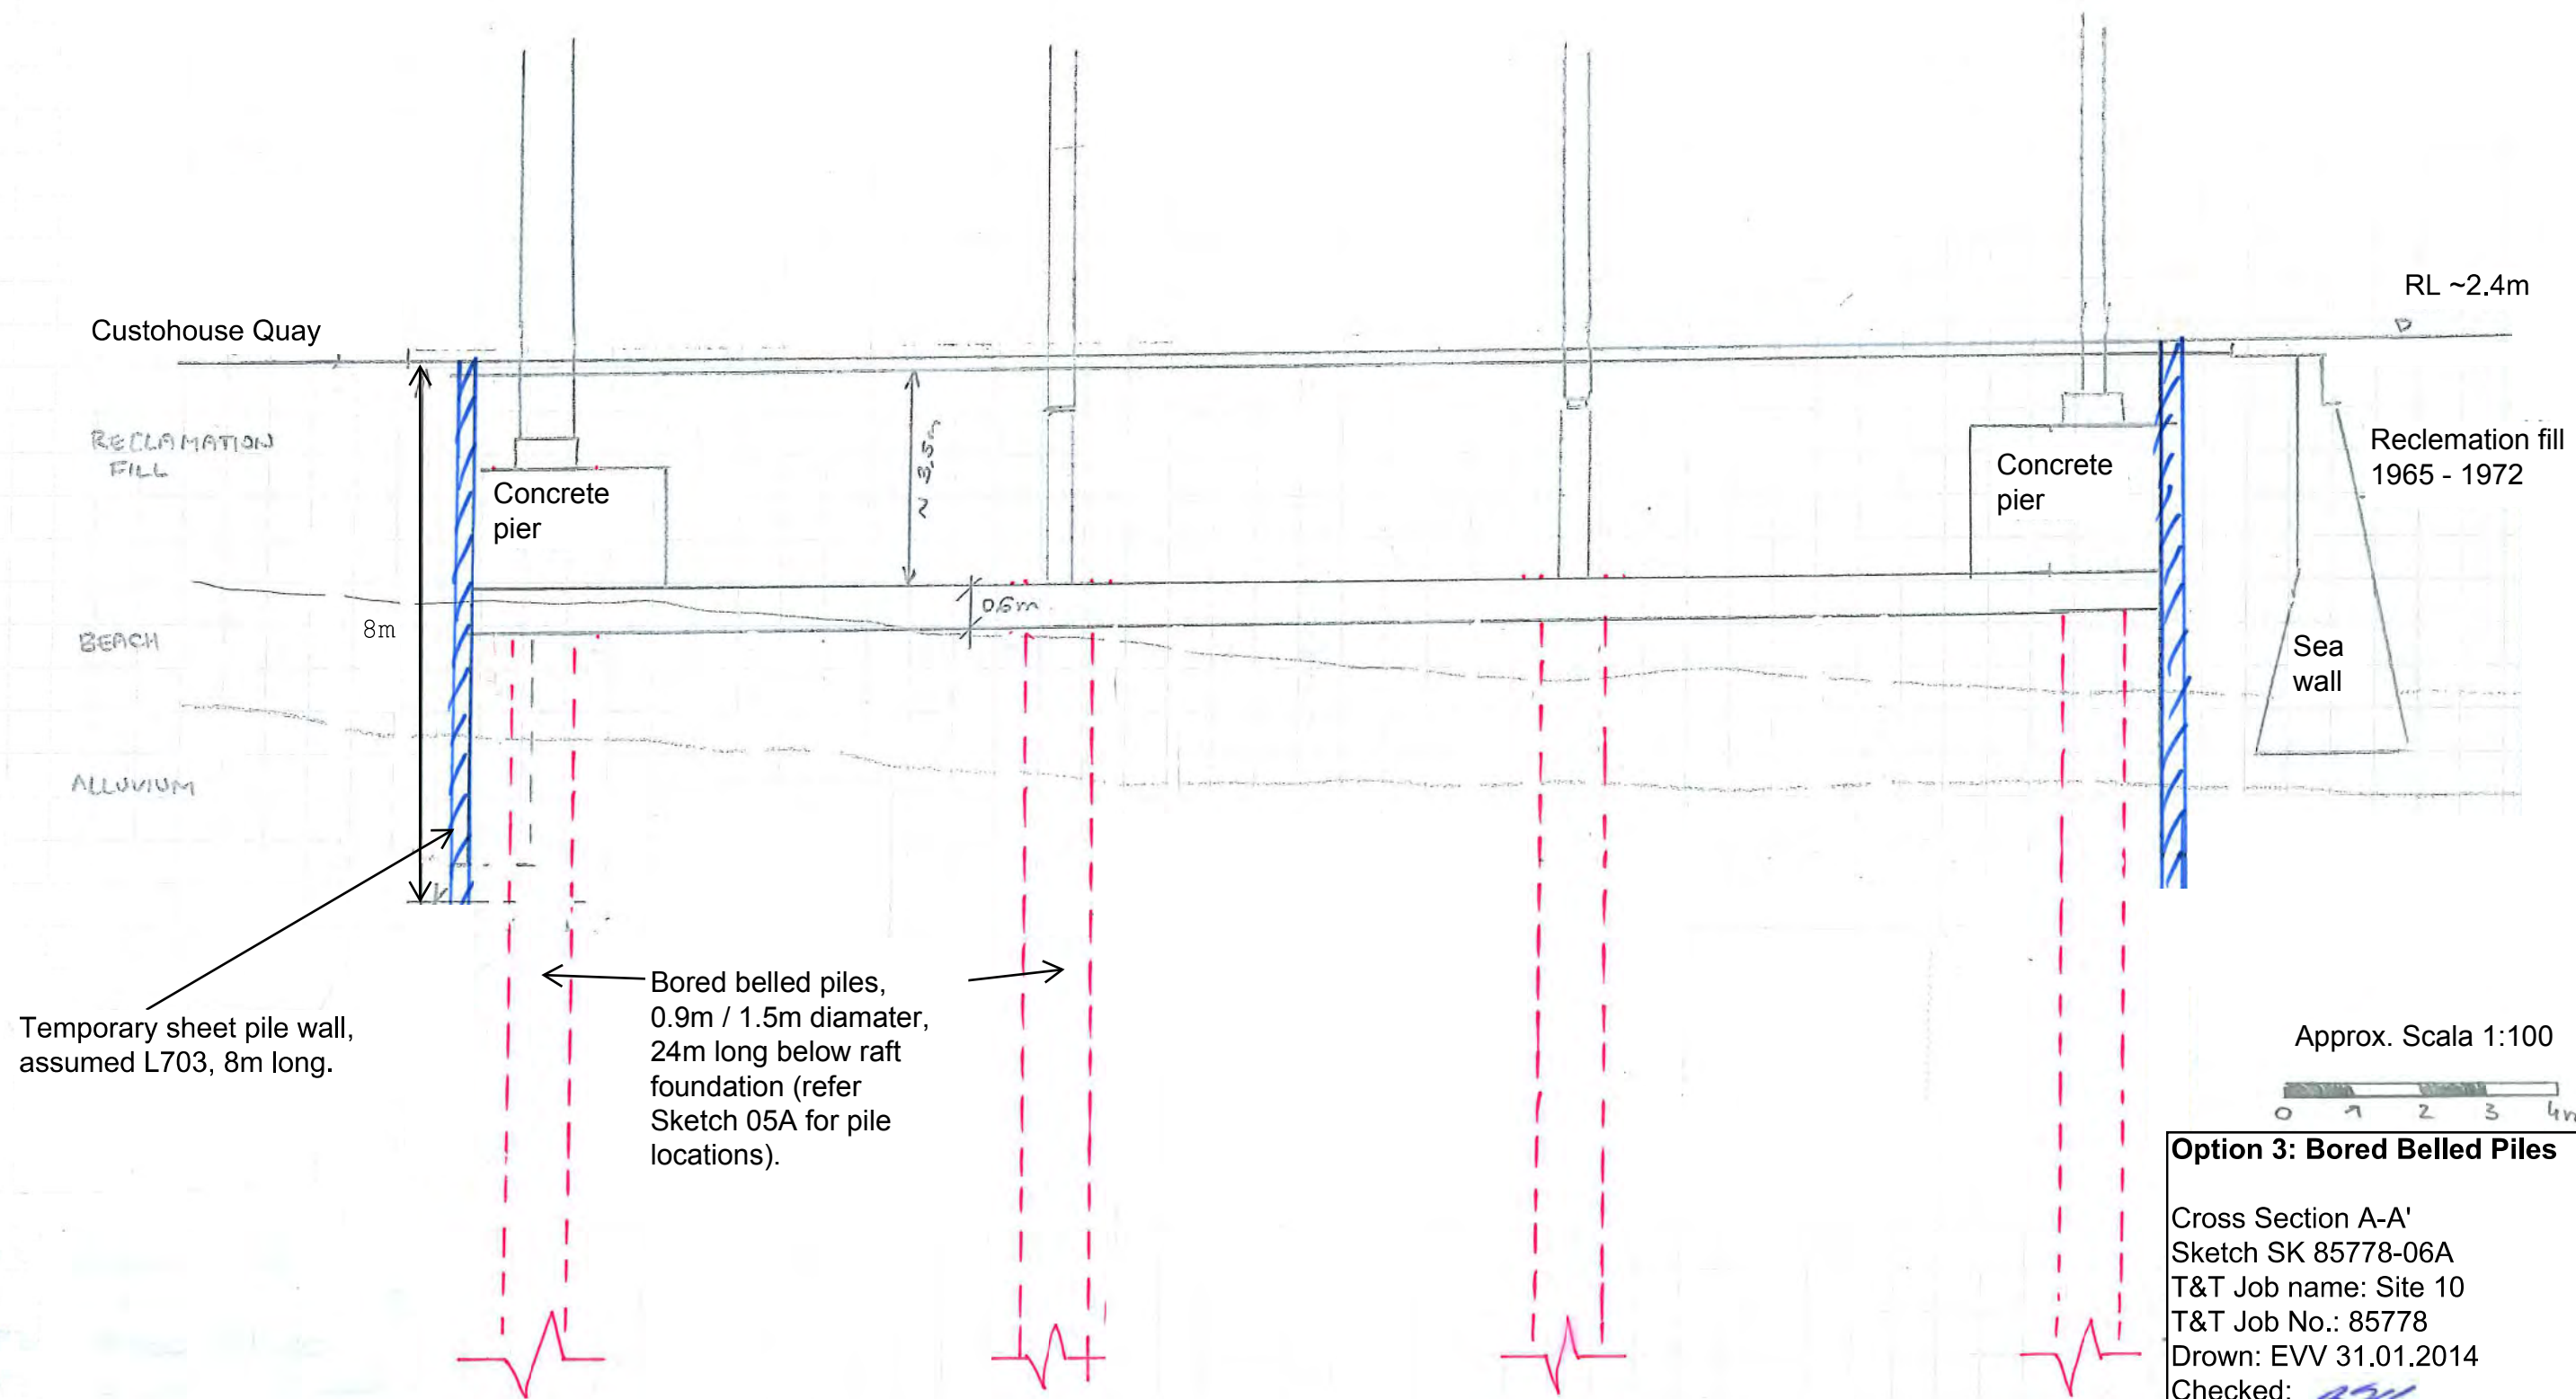 RL ~2.4m
Custohouse Quay
RECLAMATION
FILL
Concrete
pier
~ 3.5m
Concrete
pier
Reclemation fill
1965 - 1972
0.6m
8m
BEACH
Sea
wall
ALLUVIUM
Temporary sheet pile wall,
assumed L703, 8m long.
Bored belled piles,
0.9m / 1.5m diamater,
24m long below raft
foundation (refer
Sketch 05A for pile
locations).
Approx. Scala 1:100
0 1 2 3 4m
Option 3: Bored Belled Piles
Cross Section A-A'
Sketch SK 85778-06A
T&T Job name: Site 10
T&T Job No.: 85778
Drown: EVV 31.01.2014
Checked: